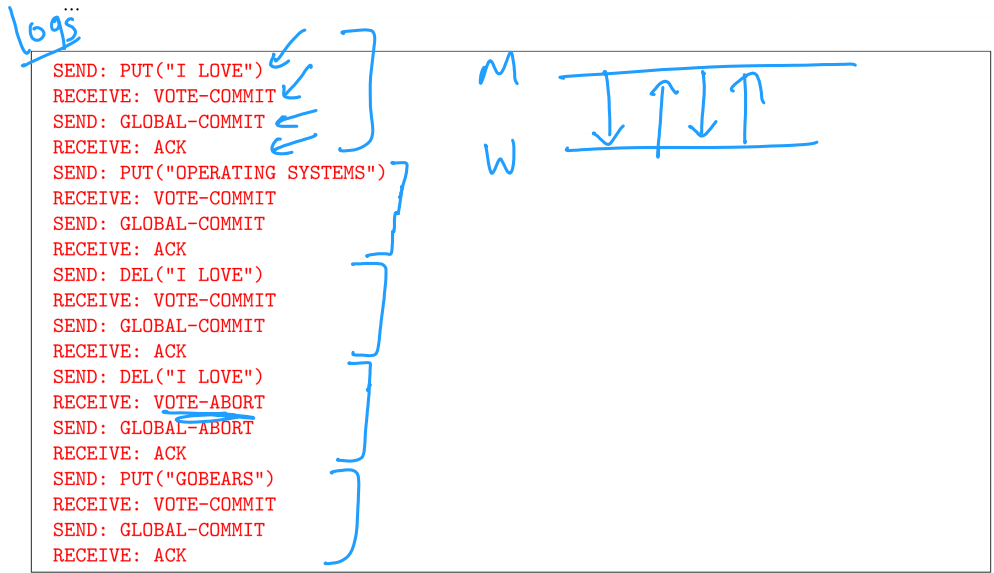 ...
Logs
SEND: PUT("I LOVE")
RECEIVE: VOTE-COMMIT
SEND: GLOBAL-COMMIT
RECEIVE: ACK
SEND: PUT("OPERATING SYSTEMS")
RECEIVE: VOTE-COMMIT
SEND: GLOBAL-COMMIT
RECEIVE: ACK
SEND: DEL("I LOVE")
RECEIVE: VOTE-COMMIT
SEND: GLOBAL-COMMIT
RECEIVE: ACK
SEND: DEL("I LOVE")
RECEIVE: VOTE-ABORT
SEND: GLOBAL-ABORT
RECEIVE: ACK
SEND: PUT("GOBEARS")
RECEIVE: VOTE-COMMIT
SEND: GLOBAL-COMMIT
RECEIVE: ACK
M
W